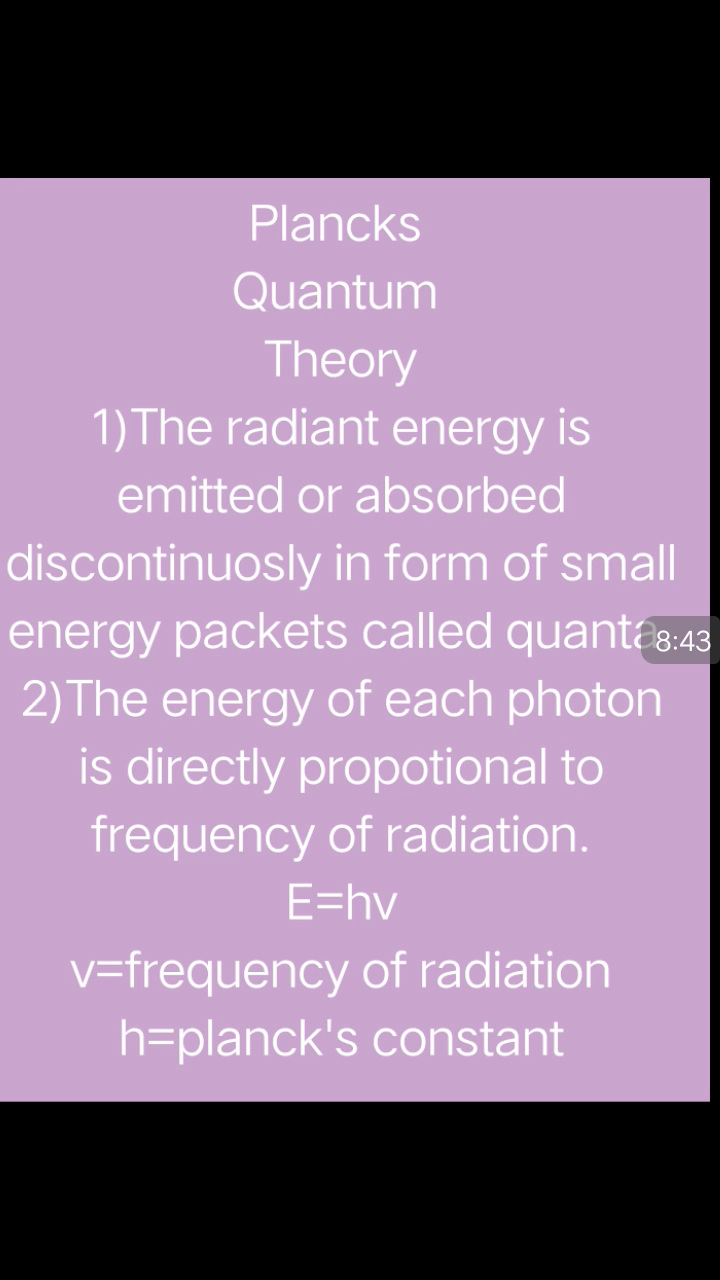 Plancks
Quantum
Theory
1)The radiant energy is
emitted or absorbed
discontinuosly in form of small
energy packets called quanta
8:43
2)The energy of each photon
is directly propotional to
frequency of radiation.
E=hv
v=frequency of radiation
h=planck's constant